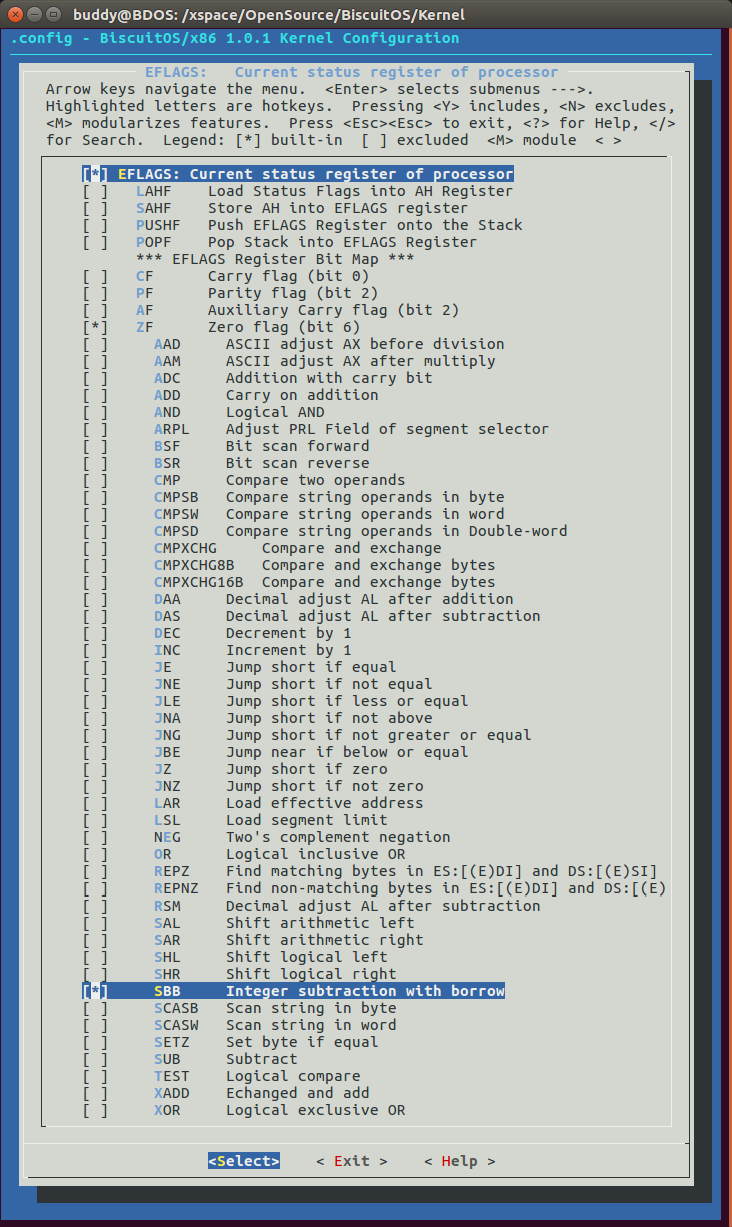 buddy@BDOS: /xspace/OpenSource/BiscuitOS/Kernel
.config - BiscuitOS/x86 1.0.1 Kernel Configuration
EFLAGS:   Current status register of processor
Arrow keys navigate the menu.  <Enter> selects submenus --->.
Highlighted letters are hotkeys.  Pressing <Y> includes, <N> excludes,
<M> modularizes features.  Press <Esc><Esc> to exit, <?> for Help, </>
for Search.  Legend: [*] built-in  [ ] excluded  <M> module  < >
[*] EFLAGS: Current status register of processor
[ ]   LAHF    Load Status Flags into AH Register
[ ]   SAHF    Store AH into EFLAGS register
[ ]   PUSHF   Push EFLAGS Register onto the Stack
[ ]   POPF    Pop Stack into EFLAGS Register
*** EFLAGS Register Bit Map ***
[ ]   CF      Carry flag (bit 0)
[ ]   PF      Parity flag (bit 2)
[ ]   AF      Auxiliary Carry flag (bit 2)
[*]   ZF      Zero flag (bit 6)
[ ]     AAD     ASCII adjust AX before division
[ ]     AAM     ASCII adjust AX after multiply
[ ]     ADC     Addition with carry bit
[ ]     ADD     Carry on addition
[ ]     AND     Logical AND
[ ]     ARPL    Adjust PRL Field of segment selector
[ ]     BSF     Bit scan forward
[ ]     BSR     Bit scan reverse
[ ]     CMP     Compare two operands
[ ]     CMPSB   Compare string operands in byte
[ ]     CMPSW   Compare string operands in word
[ ]     CMPSD   Compare string operands in Double-word
[ ]     CMPXCHG     Compare and exchange
[ ]     CMPXCHG8B   Compare and exchange bytes
[ ]     CMPXCHG16B  Compare and exchange bytes
[ ]     DAA     Decimal adjust AL after addition
[ ]     DAS     Decimal adjust AL after subtraction
[ ]     DEC     Decrement by 1
[ ]     INC     Increment by 1
[ ]     JE      Jump short if equal
[ ]     JNE     Jump short if not equal
[ ]     JLE     Jump short if less or equal
[ ]     JNA     Jump short if not above
[ ]     JNG     Jump short if not greater or equal
[ ]     JBE     Jump near if below or equal
[ ]     JZ      Jump short if zero
[ ]     JNZ     Jump short if not zero
[ ]     LAR     Load effective address
[ ]     LSL     Load segment limit
[ ]     NEG     Two's complement negation
[ ]     OR      Logical inclusive OR
[ ]     REPZ    Find matching bytes in ES:[(E)DI] and DS:[(E)SI]
[ ]     REPNZ   Find non-matching bytes in ES:[(E)DI] and DS:[(E)
[ ]     RSM     Decimal adjust AL after subtraction
[ ]     SAL     Shift arithmetic left
[ ]     SAR     Shift arithmetic right
[ ]     SHL     Shift logical left
[ ]     SHR     Shift logical right
[*]     SBB     Integer subtraction with borrow
[ ]     SCASB   Scan string in byte
[ ]     SCASW   Scan string in word
[ ]     SETZ    Set byte if equal
[ ]     SUB     Subtract
[ ]     TEST    Logical compare
[ ]     XADD    Echanged and add
[ ]     XOR     Logical exclusive OR
<Select>    < Exit >    < Help >